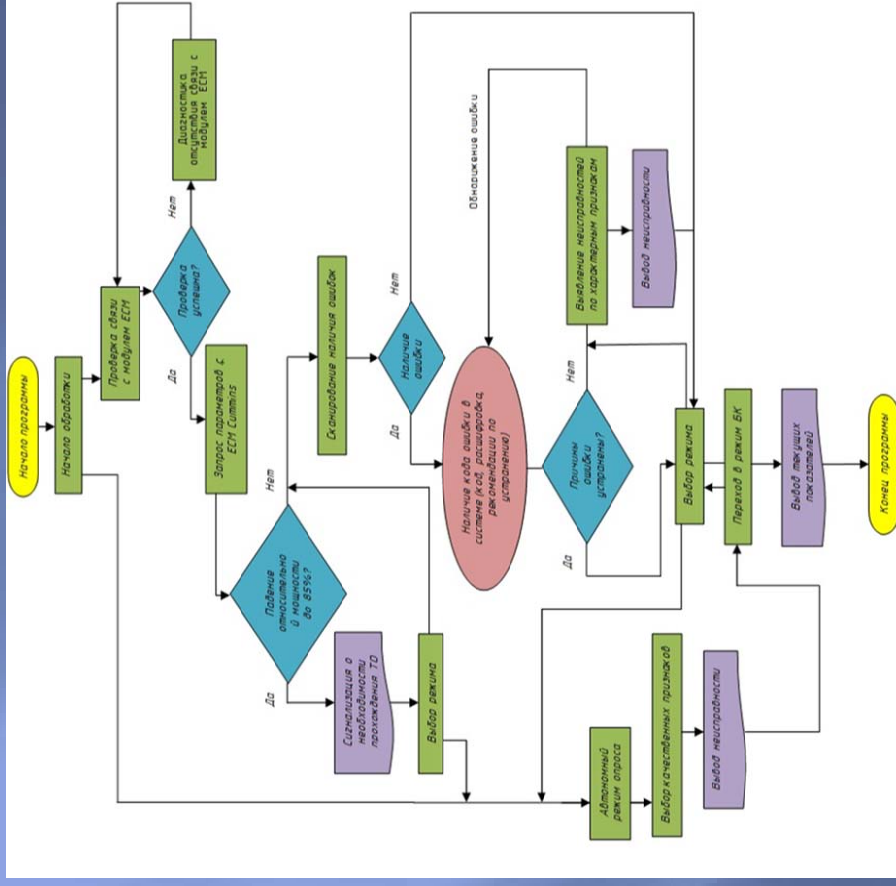 Начало программы
Начало обработки
Проверка связи
с модулем ECM
Проверка
успешна?
Нет
Диагностика
отсутствия связи с
модулем ECM
Да
Запрос параметров с
ECM Cummins
Падение
относительно
й мощности
до 85%?
Да
Сигнализация о
необходимости
прохождения ТО
Выбор режима
Нет
Сканирование наличия ошибок
Наличие
ошибки
Нет
Да
Наличие кода ошибки в
системе (код, расшифровка,
рекомендации по
устранению)
Обнаружение ошибки
Причины
ошибки
устранены?
Нет
Выявление неисправностей
по характерным признакам
Вывод неисправности
Да
Выбор режима
Автономный
режим опроса
Выбор качественных признаков
Вывод неисправности
Переход в режим БК
Вывод текущих
показателей
Конец программы